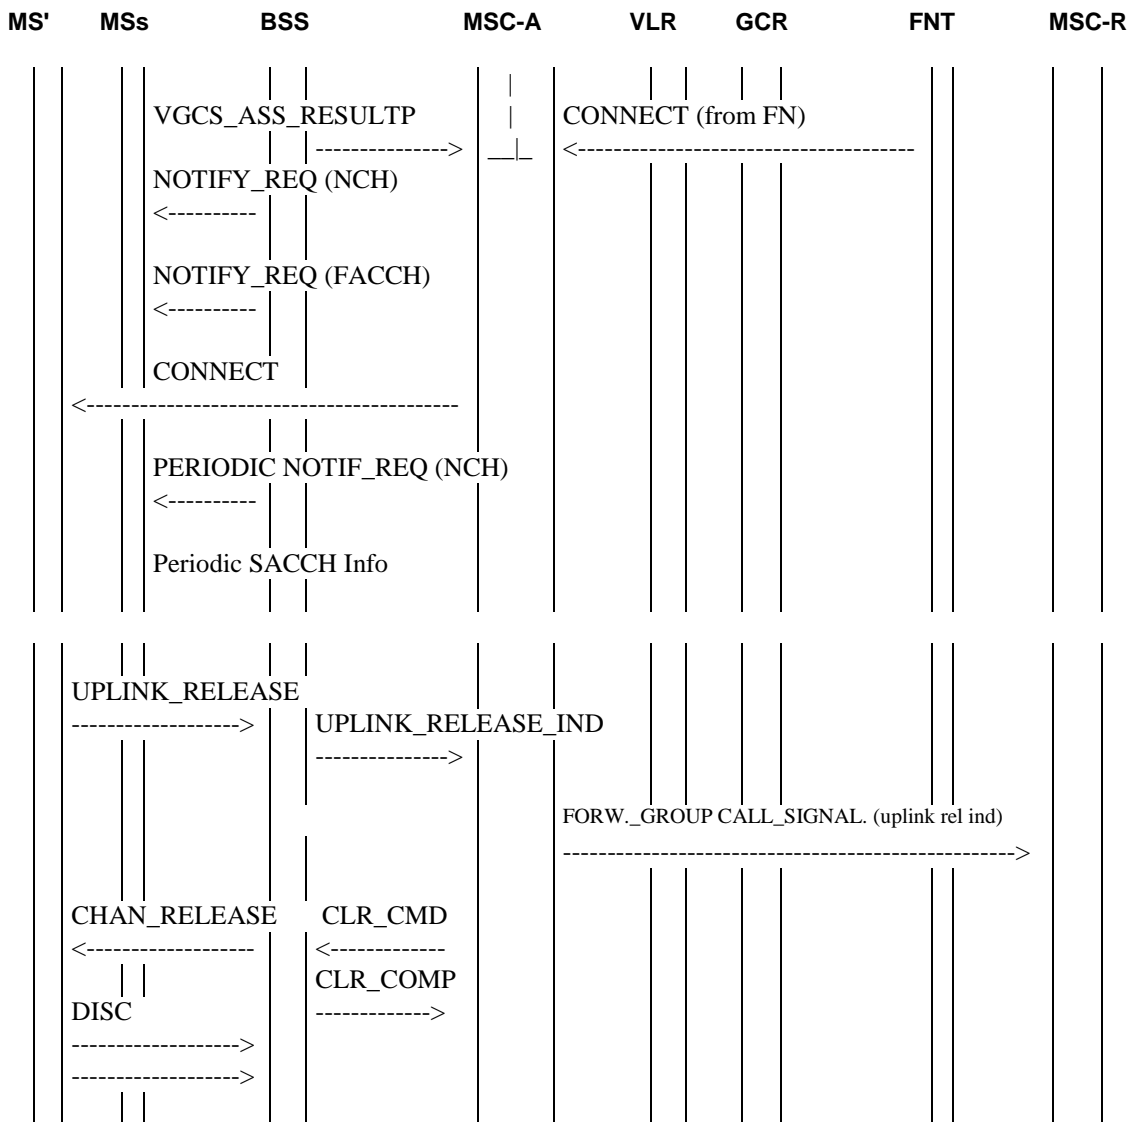 MS' MSs BSS MSC-A VLR GCR FNT MSC-R
|
VGCS_ASS_RESULTP | CONNECT (from FN)
---------------> __|_ <--------------------------------------
NOTIFY_REQ (NCH)
<----------
NOTIFY_REQ (FACCH)
<----------
CONNECT
<------------------------------------------
PERIODIC NOTIF_REQ (NCH)
<----------
Periodic SACCH Info
UPLINK_RELEASE
-------------------> UPLINK_RELEASE_IND
--------------->
FORW._GROUP CALL_SIGNAL. (uplink rel ind)
--------------------------------------------------->
CHAN_RELEASE CLR_CMD
<------------------- <-------------
CLR_COMP
DISC ------------->
------------------->
------------------->